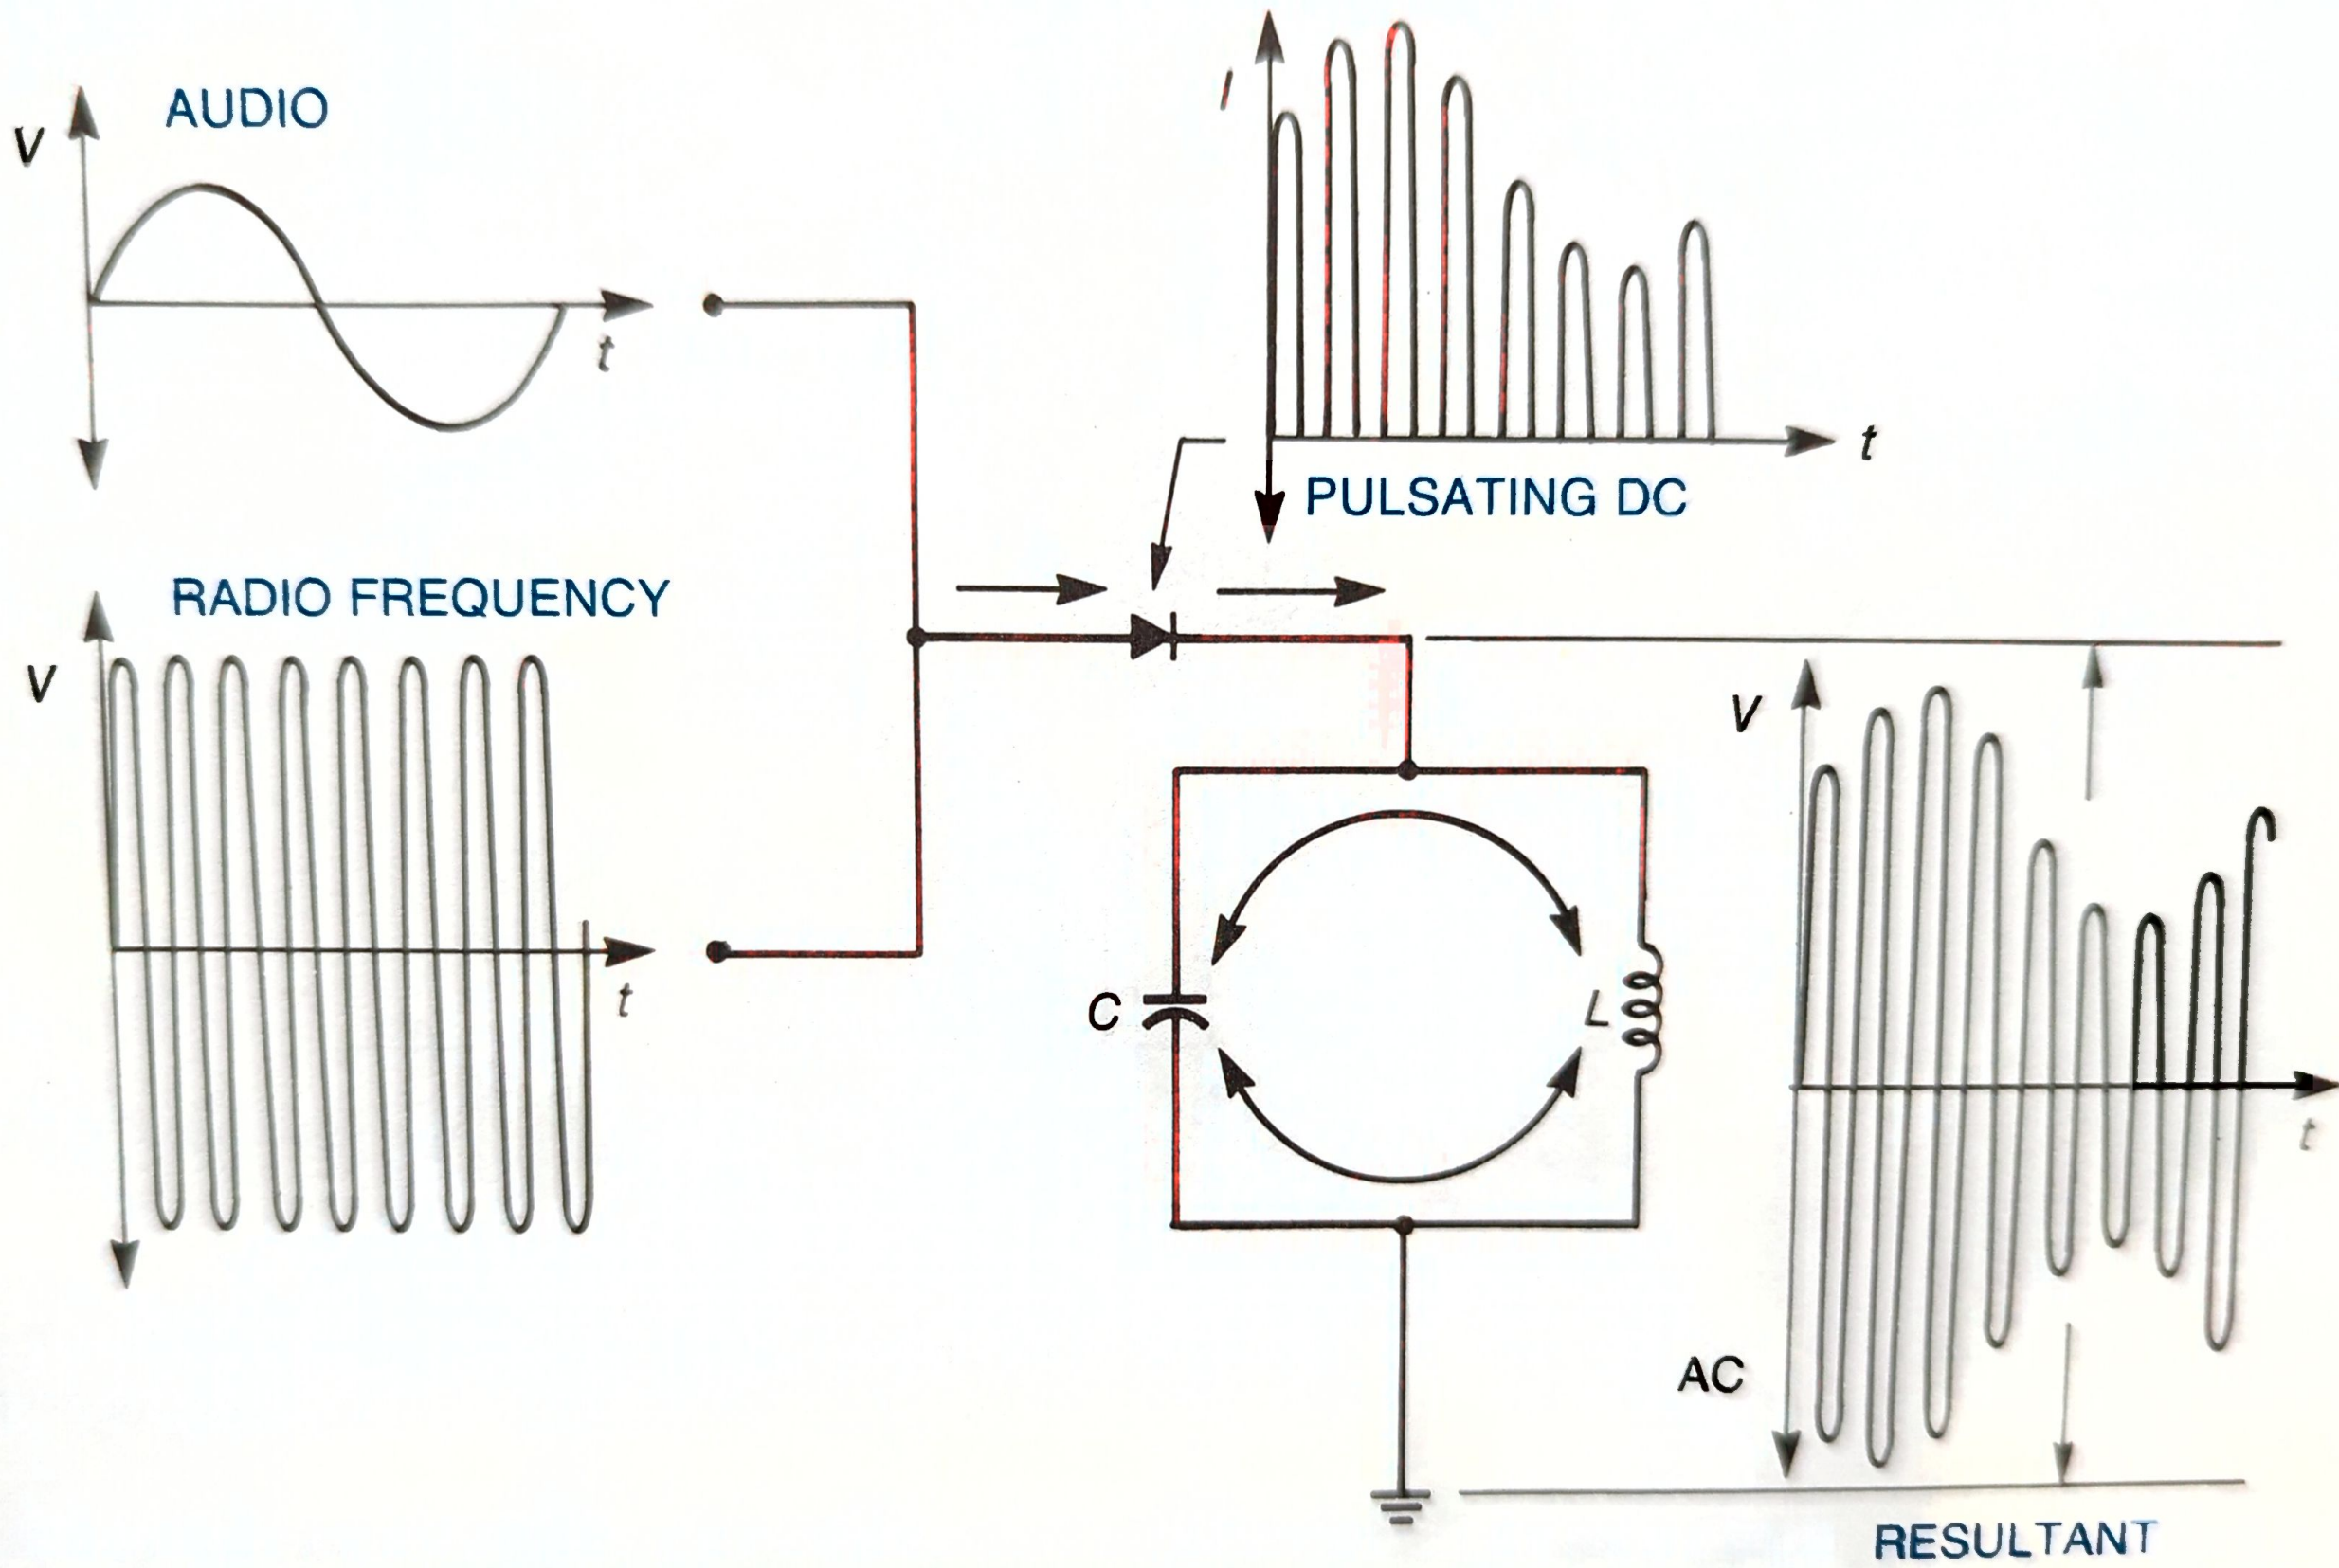 AUDIO
V
t
RADIO FREQUENCY
V
t
I
t
PULSATING DC
C
L
V
t
AC
RESULTANT